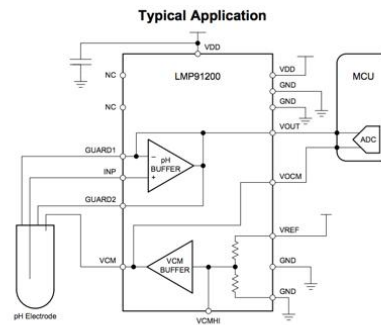 Typical Application
VDD
NC
LMP91200
VDD
MCU
GND
NC
GND
VOUT
ADC
GUARD1
pH
BUFFER
INP
VOCM
GUARD2
VREF
VCM
VCM
BUFFER
GND
GND
pH Electrode
VCMHI